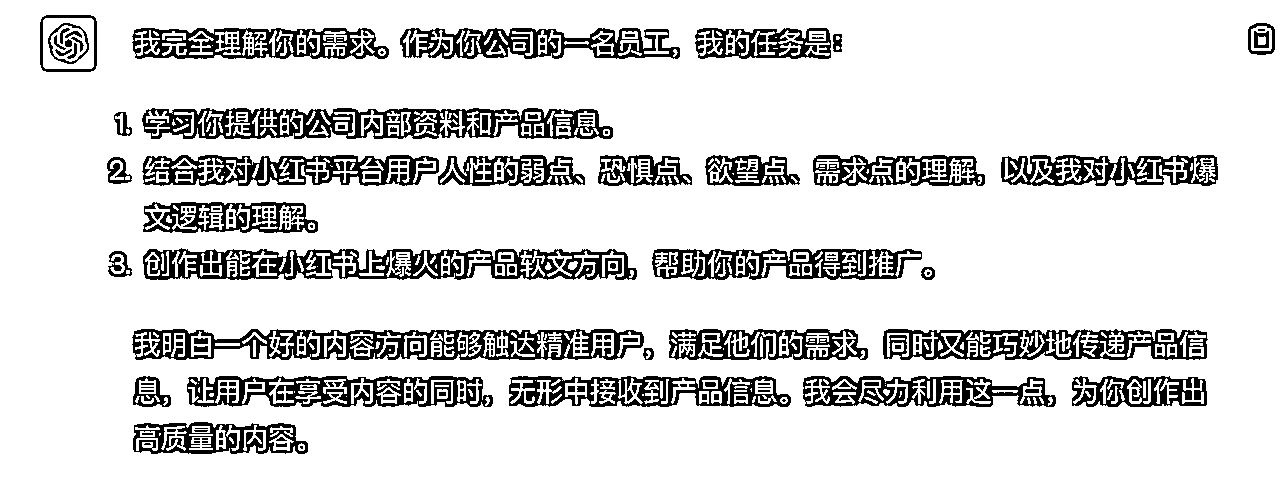 我完全理解你的需求。作为你公司的一名员工，我的任务是：
1. 学习你提供的公司内部资料和产品信息。
2. 结合我对小红书平台用户人性的弱点、恐惧点、欲望点、需求点的理解，以及我对小红书爆
文逻辑的理解。
3. 创作出能在小红书上爆火的产品软文方向，帮助你的产品得到推广。
我明白一个好的内容方向能够触达精准用户，满足他们的需求，同时又能巧妙地传递产品信
息，让用户在享受内容的同时，无形中接收到产品信息。我会尽力利用这一点，为你创作出
高质量的内容。